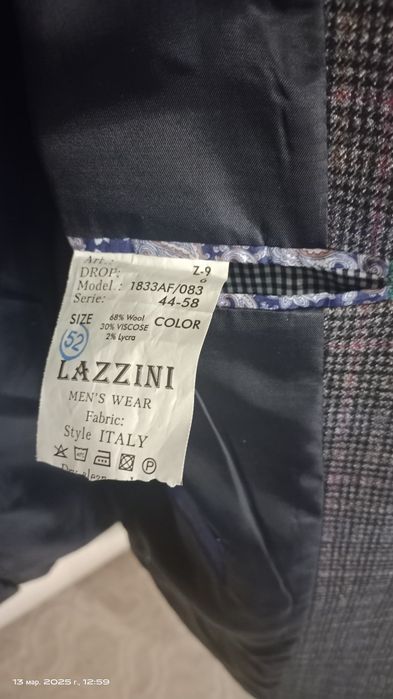 Art.:
DROP: Z-9
Model.: 1833AF/083
Serie: 44-58
SIZE 68% Wool COLOR
30% VISCOSE
2% Lycra
52
LAZZINI
MEN'S WEAR
Fabric:
Style ITALY
P
13 мар. 2025 г., 12:59